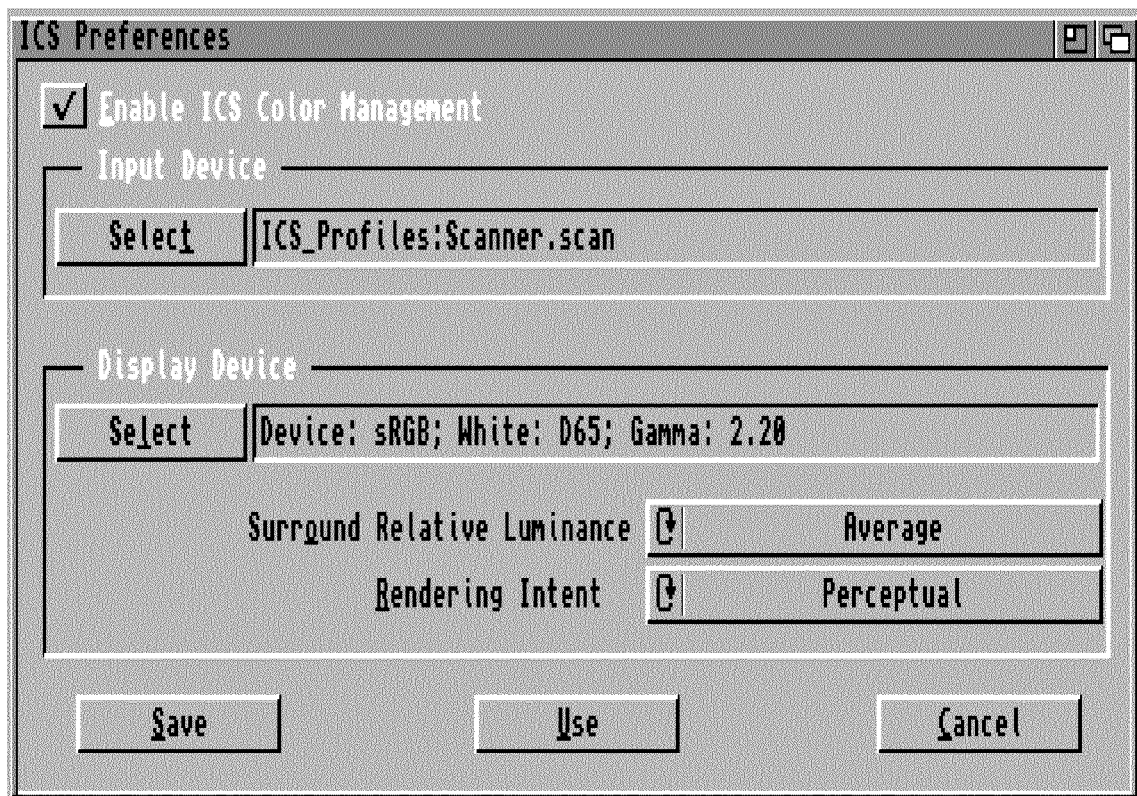 ICS Preferences
Enable ICS Color Management
Input Device
Select ICS_Profiles:Scanner.scan
Display Device
Select Device: sRGB; White: D65; Gamma: 2.20
Surround Relative Luminance Average
Rendering Intent Perceptual
Save Use Cancel